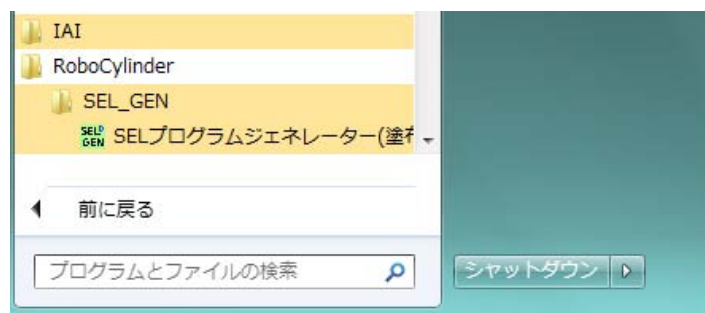 IAI
RoboCylinder
SEL_GEN
SEL GEN SELプログラムジェネレーター(塗布
前に戻る
プログラムとファイルの検索
シャットダウン